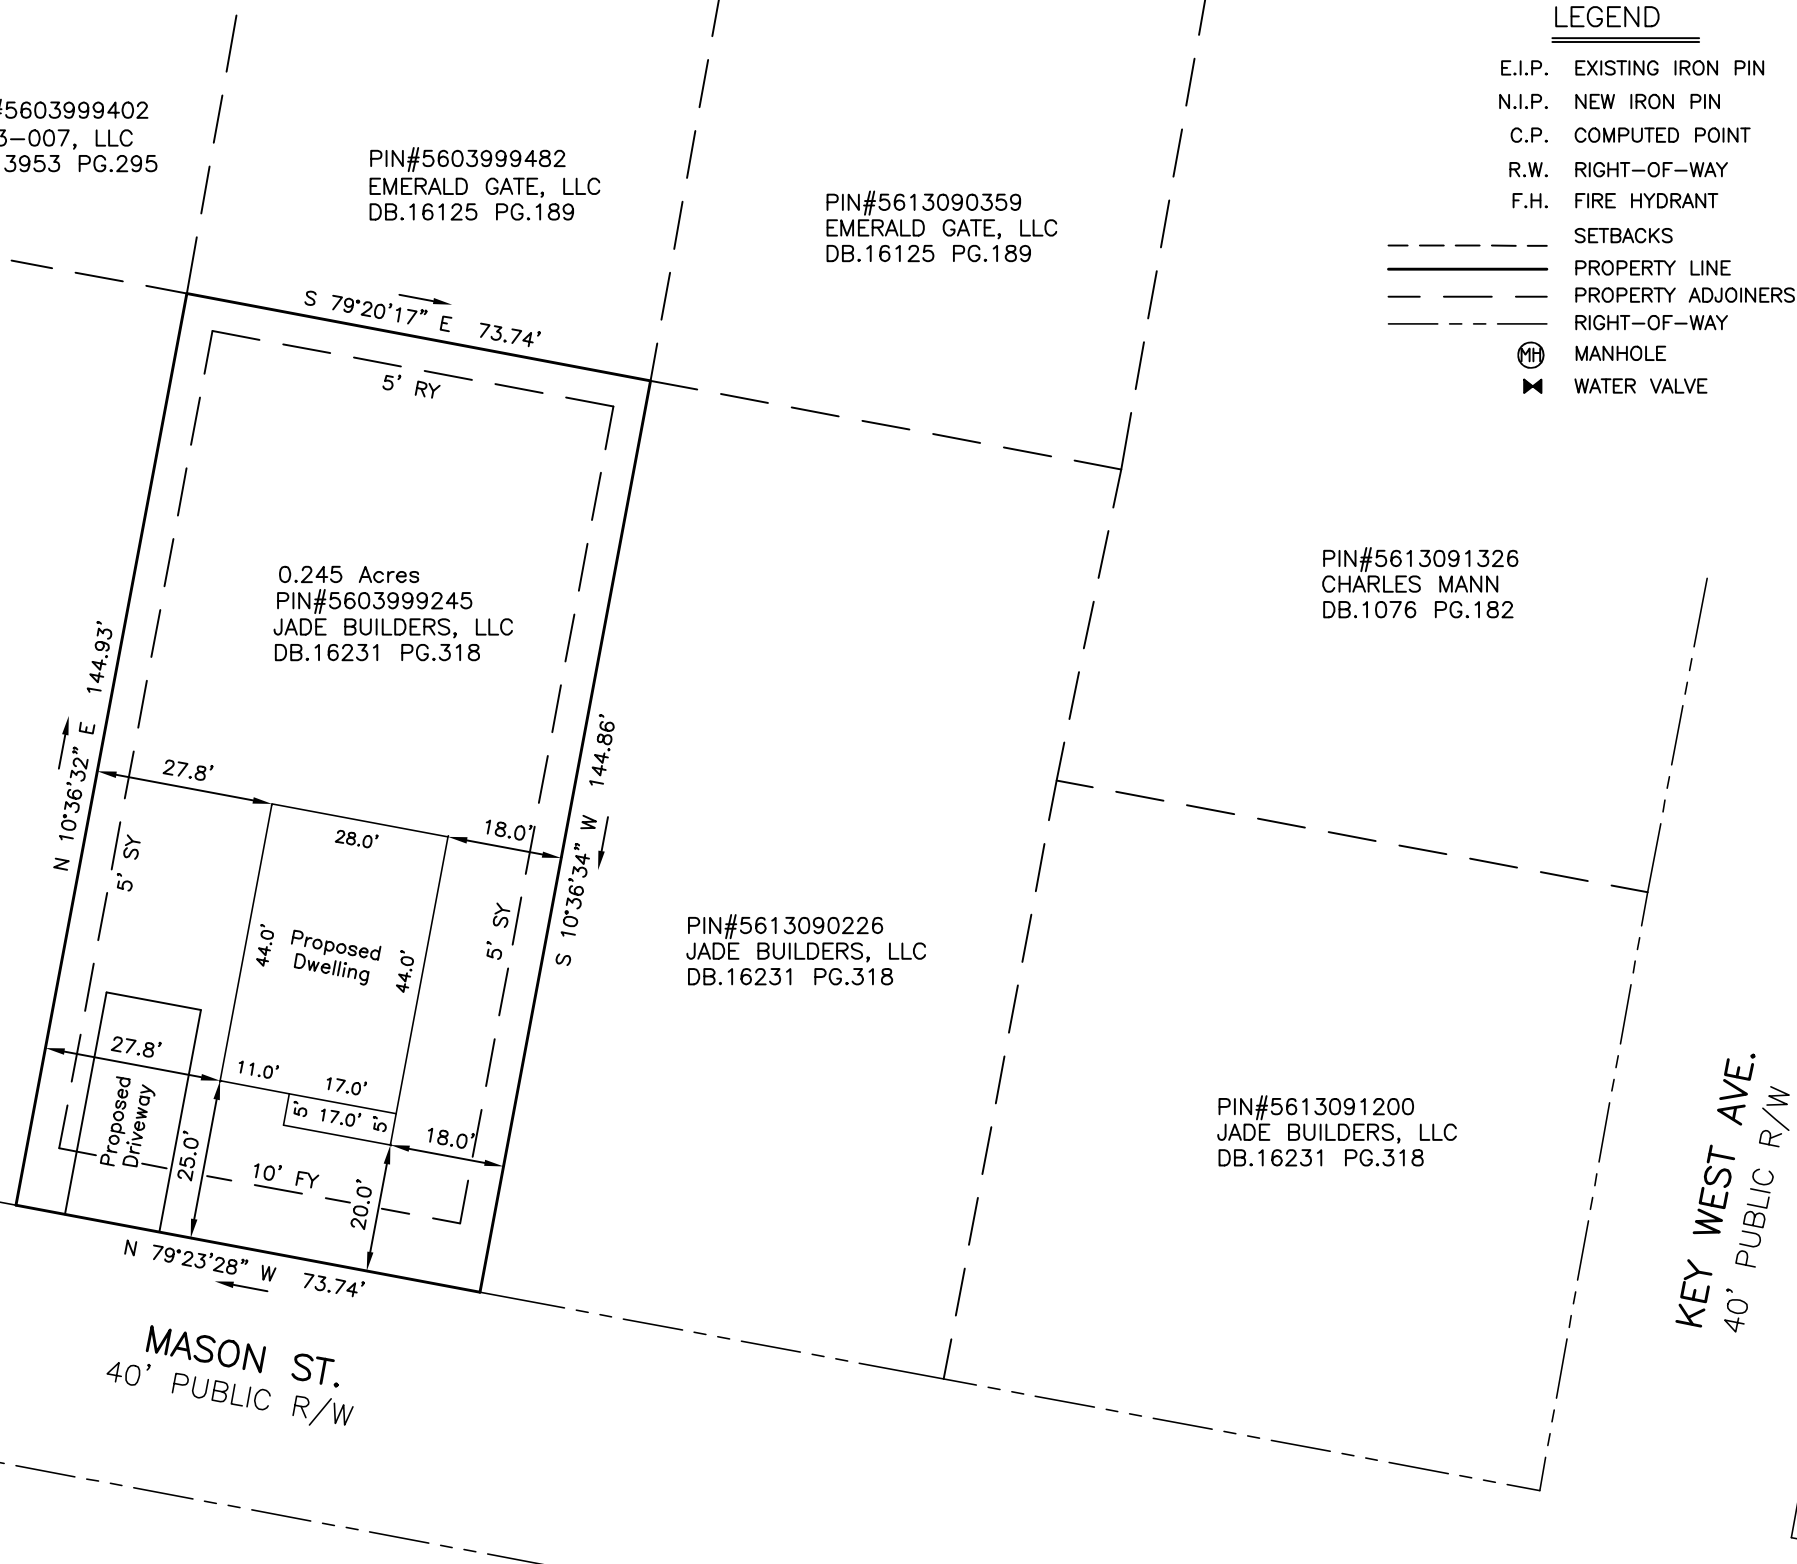 LEGEND
E.I.P. EXISTING IRON PIN
N.I.P. NEW IRON PIN
C.P. COMPUTED POINT
R.W. RIGHT-OF-WAY
F.H. FIRE HYDRANT
SETBACKS
PROPERTY LINE
PROPERTY ADJOINERS
RIGHT-OF-WAY
MH MANHOLE
WATER VALVE
#5603999402
3-007, LLC
3953 PG.295
PIN#5603999482
EMERALD GATE, LLC
DB.16125 PG.189
PIN#5613090359
EMERALD GATE, LLC
DB.16125 PG.189
S 79°20'17" E 73.74'
5' RY
0.245 Acres
PIN#5603999245
JADE BUILDERS, LLC
DB.16231 PG.318
PIN#5613091326
CHARLES MANN
DB.1076 PG.182
N 10°36'32" E 144.93'
S 10°36'34" W 144.86'
27.8'
28.0'
18.0'
5' SY
5' SY
44.0'
Proposed
Dwelling
44.0'
PIN#5613090226
JADE BUILDERS, LLC
DB.16231 PG.318
27.8'
11.0'
17.0'
5'
17.0'
5'
18.0'
Proposed
Driveway
25.0'
10' FY
20.0'
PIN#5613091200
JADE BUILDERS, LLC
DB.16231 PG.318
N 79°23'28" W 73.74'
MASON ST.
40' PUBLIC R/W
KEY WEST AVE.
40' PUBLIC R/W